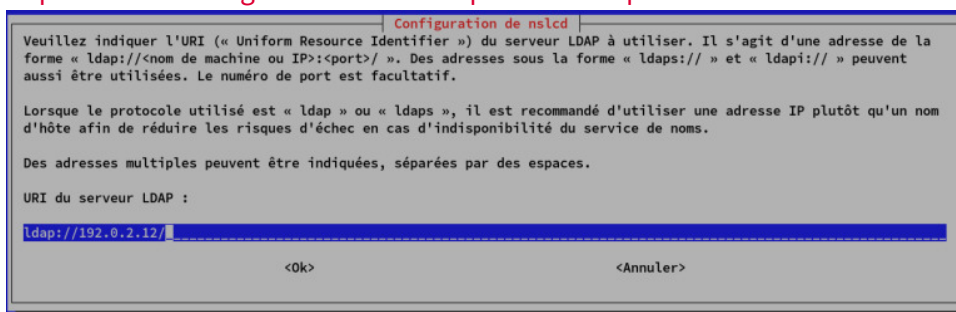 Configuration de nslcd
Veuillez indiquer l'URI (« Uniform Resource Identifier ») du serveur LDAP à utiliser. Il s'agit d'une adresse de la
forme « ldap://<nom de machine ou IP>:<port>/ ». Des adresses sous la forme « ldaps:// » et « ldapi:// » peuvent
aussi être utilisées. Le numéro de port est facultatif.
Lorsque le protocole utilisé est « ldap » ou « ldaps », il est recommandé d'utiliser une adresse IP plutôt qu'un nom
d'hôte afin de réduire les risques d'échec en cas d'indisponibilité du service de noms.
Des adresses multiples peuvent être indiquées, séparées par des espaces.
URI du serveur LDAP :
ldap://192.0.2.12/
<Ok> <Annuler>